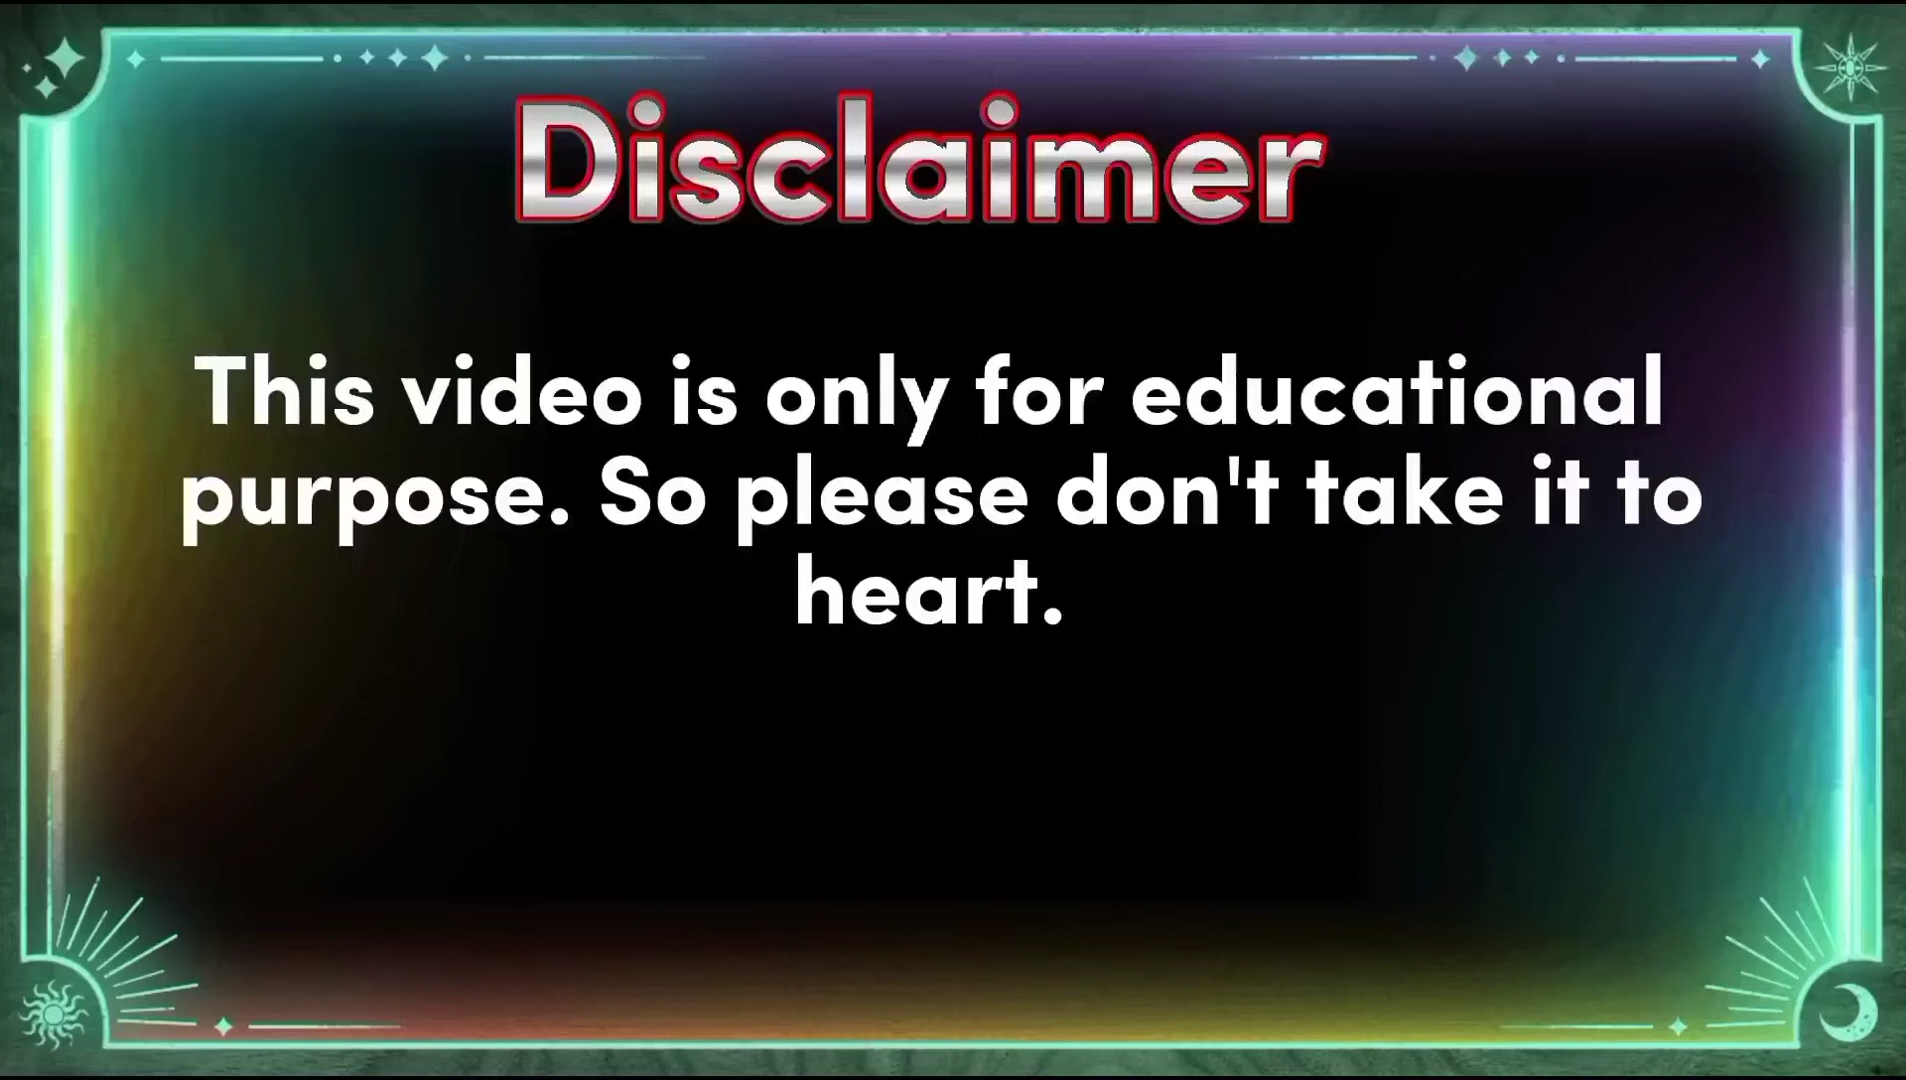 Disclaimer
This video is only for educational
purpose. So please don't take it to
heart.